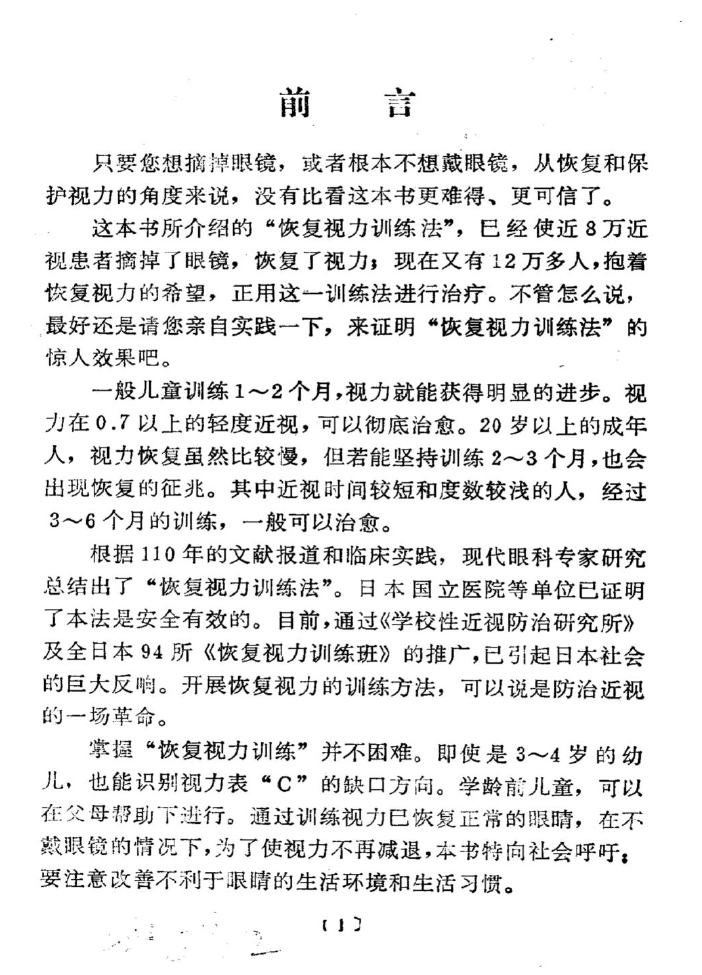 前 言
只要您想摘掉眼镜，或者根本不想戴眼镜，从恢复和保
护视力的角度来说，没有比看这本书更难得、更可信了。
这本书所介绍的“恢复视力训练法”，已经使近8万近
视患者摘掉了眼镜，恢复了视力；现在又有12万多人，抱着
恢复视力的希望，正用这一训练法进行治疗。不管怎么说，
最好还是请您亲自实践一下，来证明“恢复视力训练法”的
惊人效果吧。
一般儿童训练1～2个月，视力就能获得明显的进步。视
力在0.7以上的轻度近视，可以彻底治愈。20岁以上的成年
人，视力恢复虽然比较慢，但若能坚持训练2～3个月，也会
出现恢复的征兆。其中近视时间较短和度数较浅的人，经过
3～6个月的训练，一般可以治愈。
根据110年的文献报道和临床实践，现代眼科专家研究
总结出了“恢复视力训练法”。日本国立医院等单位已证明
了本法是安全有效的。目前，通过《学校性近视防治研究所》
及全日本94所《恢复视力训练班》的推广，已引起日本社会
的巨大反响。开展恢复视力的训练方法，可以说是防治近视
的一场革命。
掌握“恢复视力训练”并不困难。即使是3～4岁的幼
儿，也能识别视力表“C”的缺口方向。学龄前儿童，可以
在父母帮助下进行。通过训练视力已恢复正常的眼睛，在不
戴眼镜的情况下，为了使视力不再减退，本书特向社会呼吁：
要注意改善不利于眼睛的生活环境和生活习惯。
〔1〕